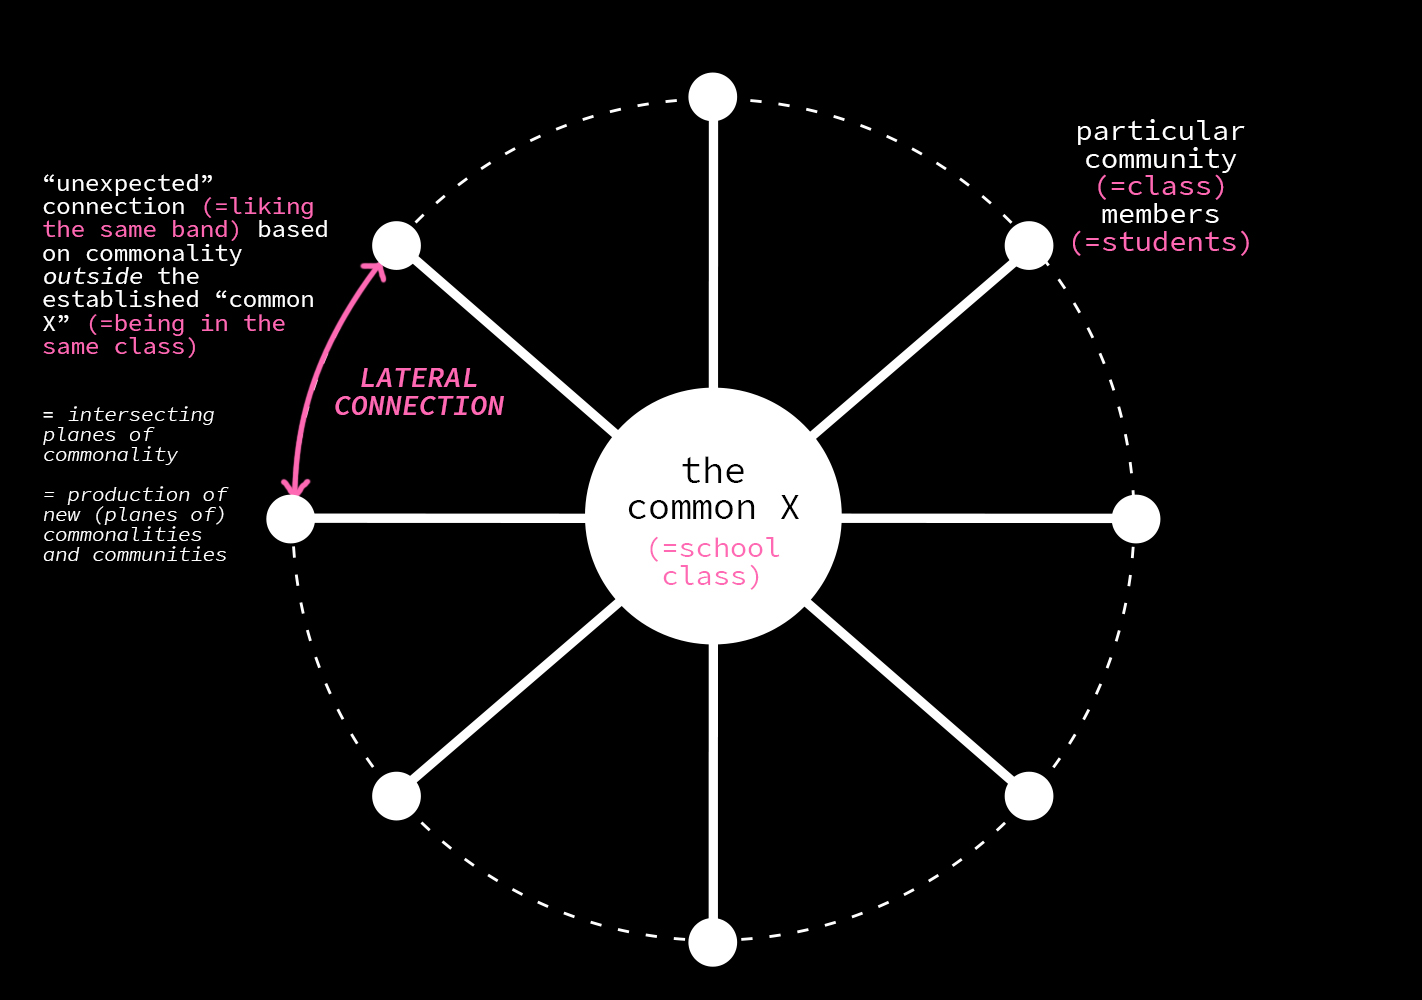 “unexpected”
connection (=liking
the same band) based
on commonality
outside the
established “common
X” (=being in the
same class)
= intersecting
planes of
commonality
= production of
new (planes of)
commonalities
and communities
LATERAL
CONNECTION
the
common X
(=school
class)
particular
community
(=class)
members
(=students)